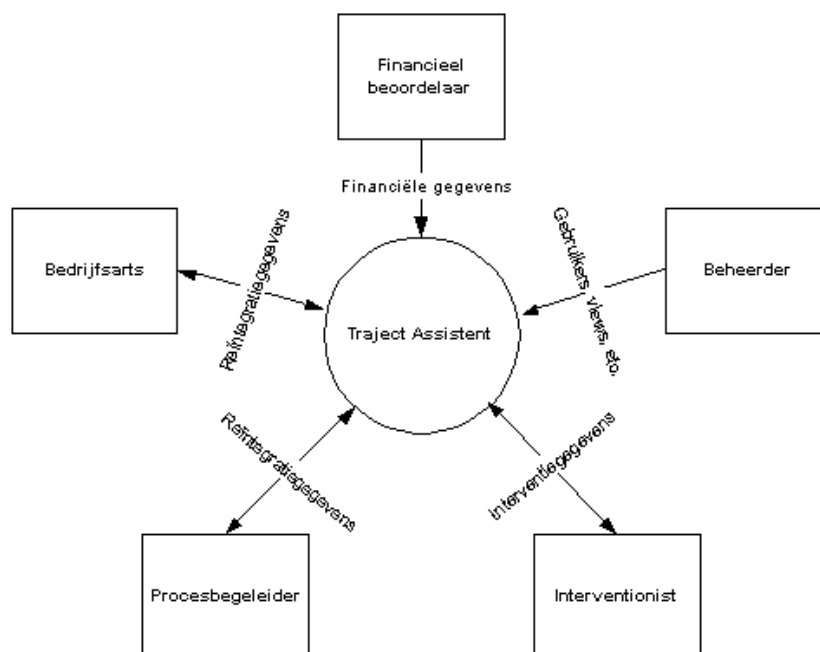 Financieel
beoordelaar
Financiële gegevens
Bedrijfsarts
Reïntegratiegegevens
Gebruikers, views, etc.
Beheerder
Traject Assistent
Reïntegratiegegevens
Interventiegegevens
Procesbegeleider
Interventionist